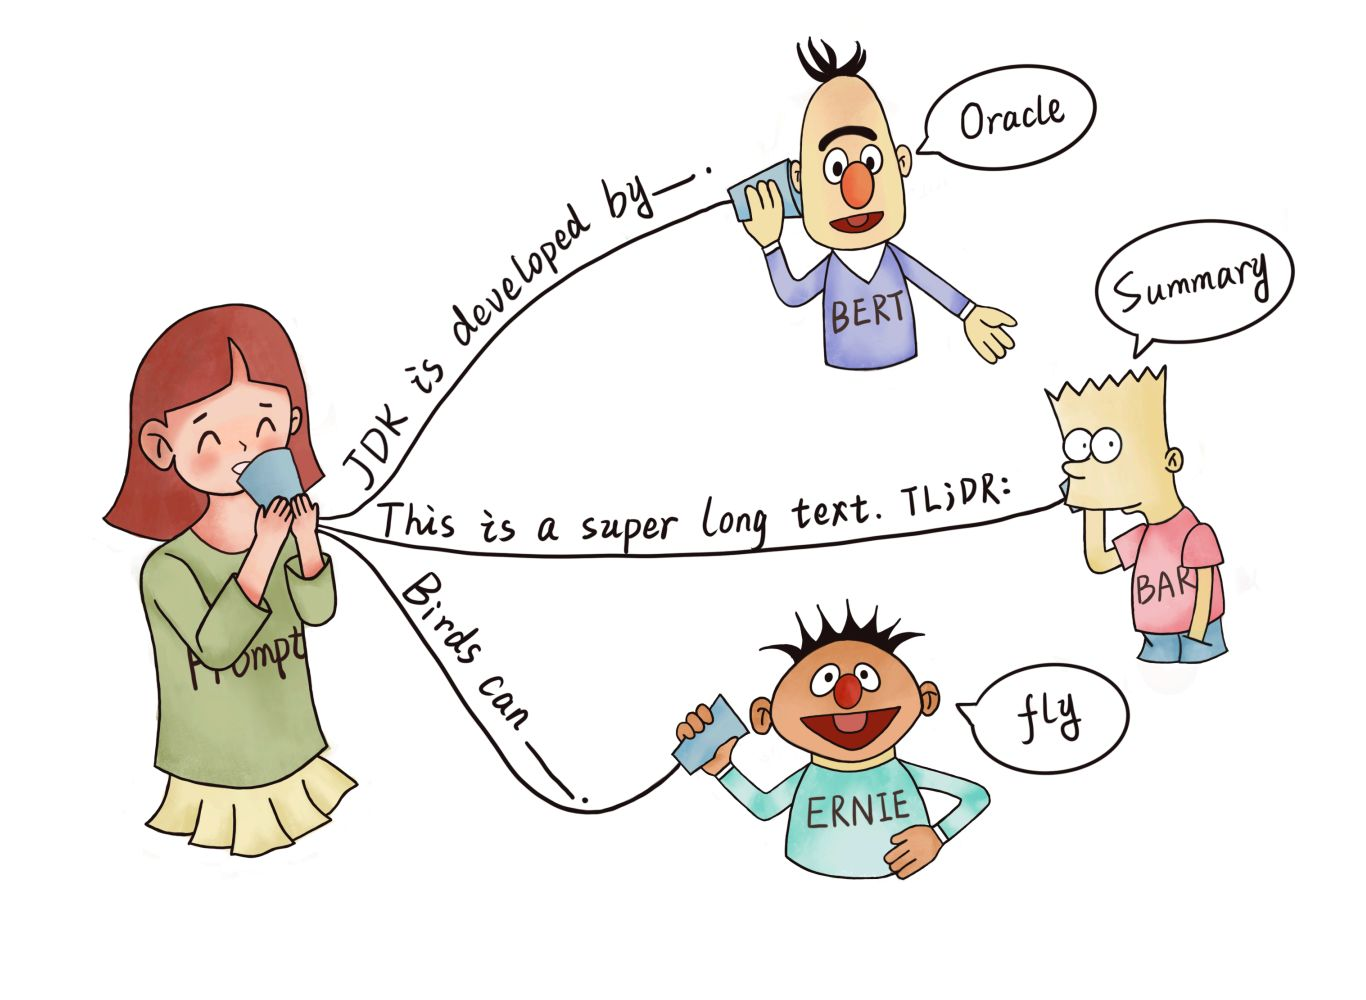 JDK is developed by —.
Oracle
BERT
Summary
This is a super long text. TL;DR:
BAR
Prompt
Birds can —.
fly
ERNIE